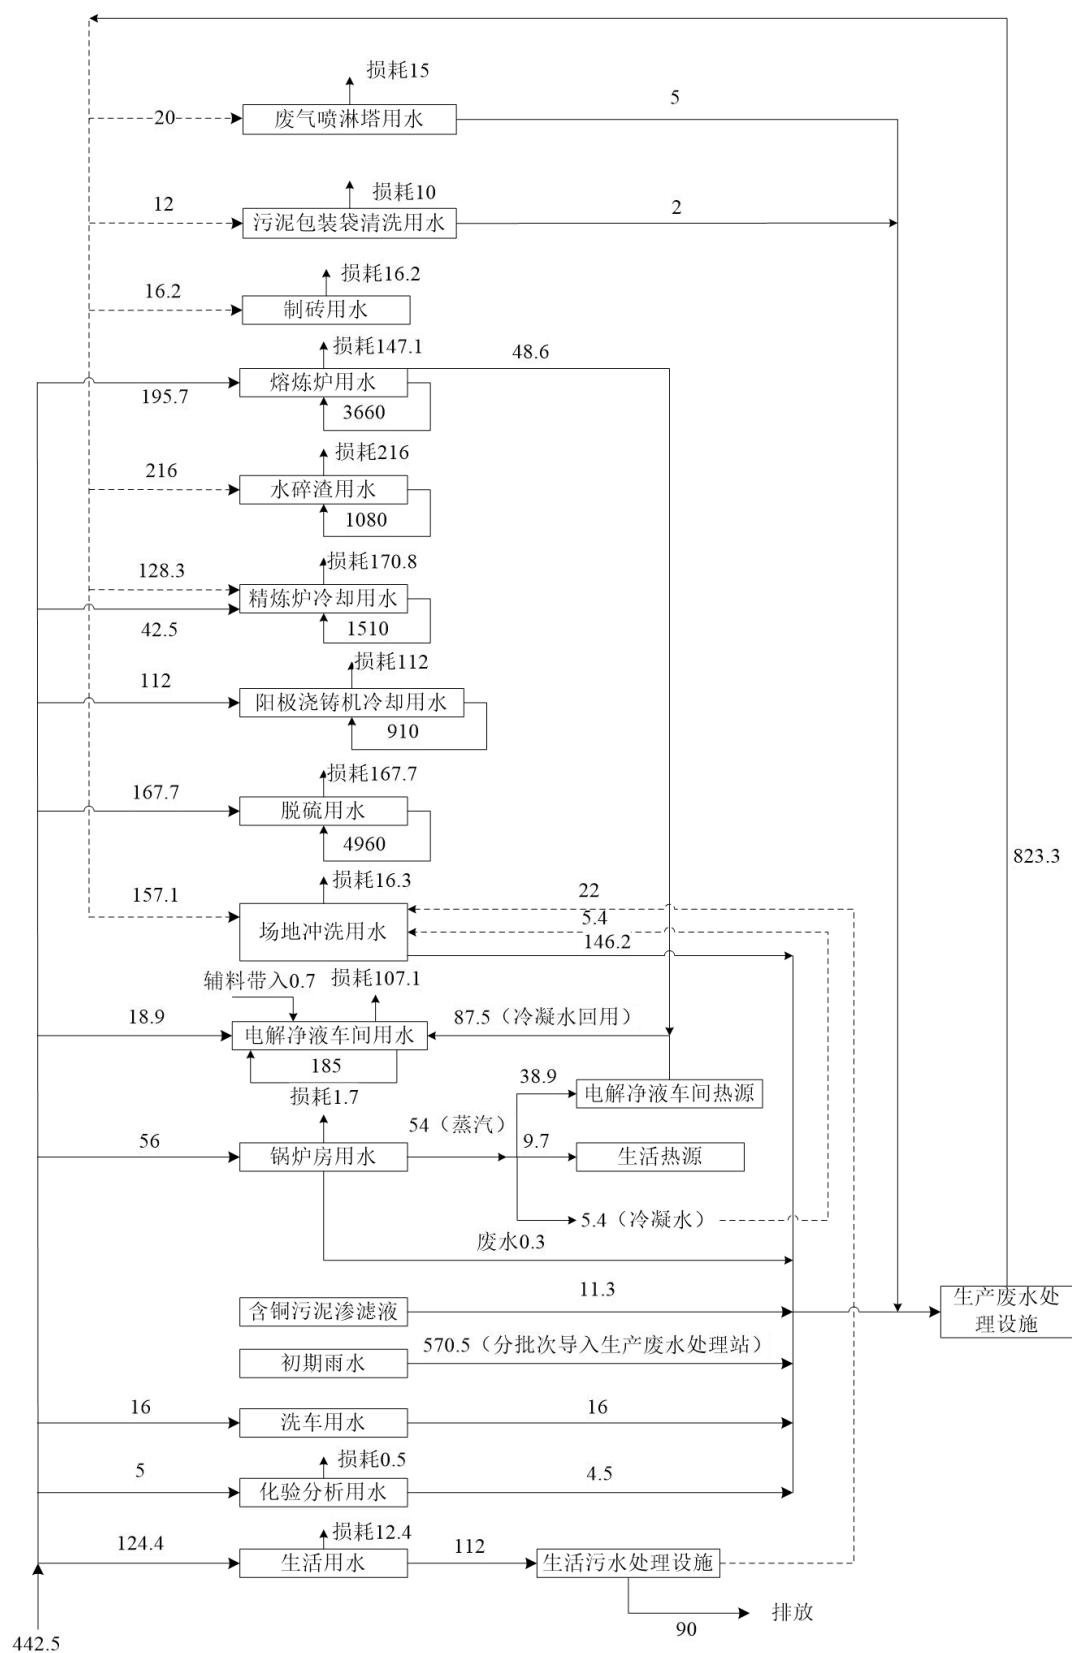 损耗15
5
20
废气喷淋塔用水
损耗10
12
2
污泥包装袋清洗用水
损耗16.2
16.2
制砖用水
损耗147.1
48.6
熔炼炉用水
195.7
3660
损耗216
216
水碎渣用水
1080
损耗170.8
128.3
精炼炉冷却用水
42.5
1510
损耗112
112
阳极浇铸机冷却用水
910
损耗167.7
167.7
脱硫用水
4960
823.3
损耗16.3
157.1
22
5.4
场地冲洗用水
146.2
辅料带入0.7
损耗107.1
18.9
87.5（冷凝水回用）
电解净液车间用水
185
38.9
损耗1.7
电解净液车间热源
54（蒸汽）
56
9.7
锅炉房用水
生活热源
5.4（冷凝水）
废水0.3
11.3
含铜污泥渗滤液
生产废水处
理设施
570.5（分批次导入生产废水处理站）
初期雨水
16
16
洗车用水
损耗0.5
5
4.5
化验分析用水
损耗12.4
124.4
112
生活用水
生活污水处理设施
排放
90
442.5